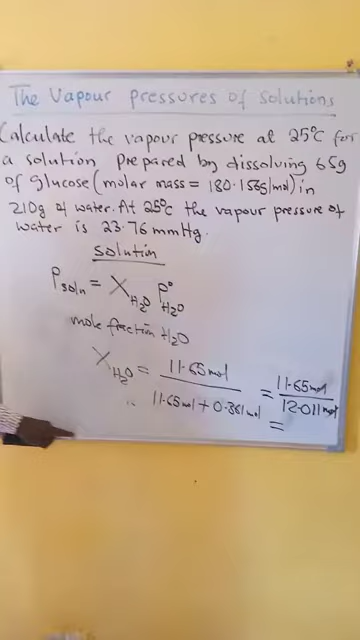 The Vapour pressures of Solutions
Calculate the vapour pressure at 25°C for
a solution prepared by dissolving 65g
of glucose (molar mass = 180.156g/mol) in
210g of water. At 25°C the vapour pressure of
water is 23.76 mmHg.
Solution
Psoln = X H2O P° H2O
mole fraction H2O
X H2O = 11.65mol / 11.65mol + 0.361mol = 11.65mol / 12.011mol
=